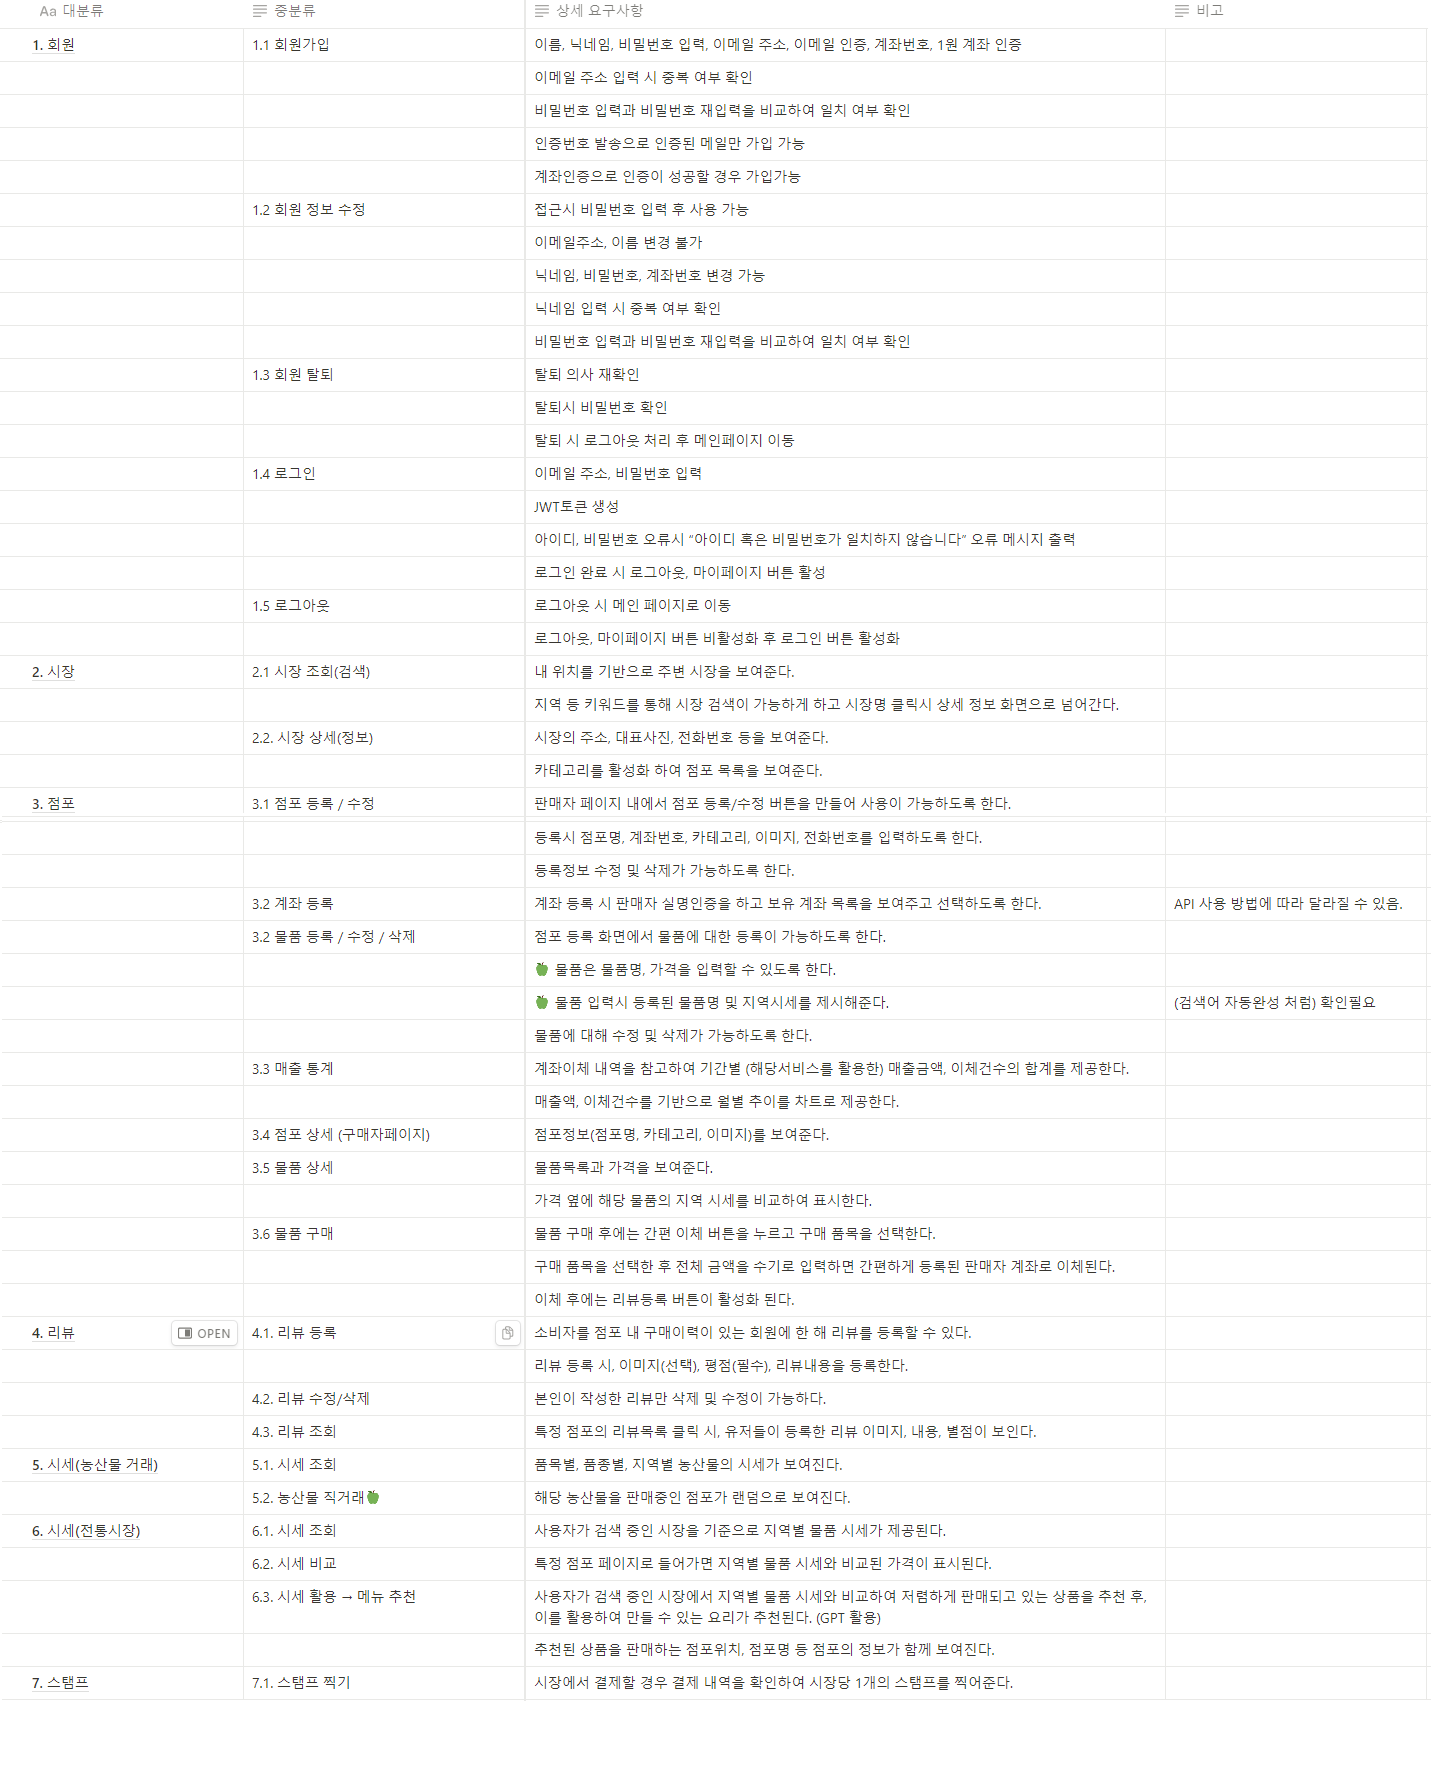 Aa 대분류 중분류 상세 요구사항 비고
1. 회원 1.1 회원가입 이름, 닉네임, 비밀번호 입력, 이메일 주소, 이메일 인증, 계좌번호, 1원 계좌 인증
이메일 주소 입력 시 중복 여부 확인
비밀번호 입력과 비밀번호 재입력을 비교하여 일치 여부 확인
인증번호 발송으로 인증된 메일만 가입 가능
계좌인증으로 인증이 성공할 경우 가입가능
1.2 회원 정보 수정 접근시 비밀번호 입력 후 사용 가능
이메일주소, 이름 변경 불가
닉네임, 비밀번호, 계좌번호 변경 가능
닉네임 입력 시 중복 여부 확인
비밀번호 입력과 비밀번호 재입력을 비교하여 일치 여부 확인
1.3 회원 탈퇴 탈퇴 의사 재확인
탈퇴시 비밀번호 확인
탈퇴 시 로그아웃 처리 후 메인페이지 이동
1.4 로그인 이메일 주소, 비밀번호 입력
JWT토큰 생성
아이디, 비밀번호 오류시 “아이디 혹은 비밀번호가 일치하지 않습니다” 오류 메시지 출력
로그인 완료 시 로그아웃, 마이페이지 버튼 활성
1.5 로그아웃 로그아웃 시 메인 페이지로 이동
로그아웃, 마이페이지 버튼 비활성화 후 로그인 버튼 활성화
2. 시장 2.1 시장 조회(검색) 내 위치를 기반으로 주변 시장을 보여준다.
지역 등 키워드를 통해 시장 검색이 가능하게 하고 시장명 클릭시 상세 정보 화면으로 넘어간다.
2.2. 시장 상세(정보) 시장의 주소, 대표사진, 전화번호 등을 보여준다.
카테고리를 활성화 하여 점포 목록을 보여준다.
3. 점포 3.1 점포 등록 / 수정 판매자 페이지 내에서 점포 등록/수정 버튼을 만들어 사용이 가능하도록 한다.
등록시 점포명, 계좌번호, 카테고리, 이미지, 전화번호를 입력하도록 한다.
등록정보 수정 및 삭제가 가능하도록 한다.
3.2 계좌 등록 계좌 등록 시 판매자 실명인증을 하고 보유 계좌 목록을 보여주고 선택하도록 한다. API 사용 방법에 따라 달라질 수 있음.
3.2 물품 등록 / 수정 / 삭제 점포 등록 화면에서 물품에 대한 등록이 가능하도록 한다.
🍏 물품은 물품명, 가격을 입력할 수 있도록 한다.
🍏 물품 입력시 등록된 물품명 및 지역시세를 제시해준다. (검색어 자동완성 처럼) 확인필요
물품에 대해 수정 및 삭제가 가능하도록 한다.
3.3 매출 통계 계좌이체 내역을 참고하여 기간별 (해당서비스를 활용한) 매출금액, 이체건수의 합계를 제공한다.
매출액, 이체건수를 기반으로 월별 추이를 차트로 제공한다.
3.4 점포 상세 (구매자페이지) 점포정보(점포명, 카테고리, 이미지)를 보여준다.
3.5 물품 상세 물품목록과 가격을 보여준다.
가격 옆에 해당 물품의 지역 시세를 비교하여 표시한다.
3.6 물품 구매 물품 구매 후에는 간편 이체 버튼을 누르고 구매 품목을 선택한다.
구매 품목을 선택한 후 전체 금액을 수기로 입력하면 간편하게 등록된 판매자 계좌로 이체된다.
이체 후에는 리뷰등록 버튼이 활성화 된다.
4. 리뷰 OPEN 4.1. 리뷰 등록 소비자를 점포 내 구매이력이 있는 회원에 한 해 리뷰를 등록할 수 있다.
리뷰 등록 시, 이미지(선택), 평점(필수), 리뷰내용을 등록한다.
4.2. 리뷰 수정/삭제 본인이 작성한 리뷰만 삭제 및 수정이 가능하다.
4.3. 리뷰 조회 특정 점포의 리뷰목록 클릭 시, 유저들이 등록한 리뷰 이미지, 내용, 별점이 보인다.
5. 시세(농산물 거래) 5.1. 시세 조회 품목별, 품종별, 지역별 농산물의 시세가 보여진다.
5.2. 농산물 직거래🍏 해당 농산물을 판매중인 점포가 랜덤으로 보여진다.
6. 시세(전통시장) 6.1. 시세 조회 사용자가 검색 중인 시장을 기준으로 지역별 물품 시세가 제공된다.
6.2. 시세 비교 특정 점포 페이지로 들어가면 지역별 물품 시세와 비교된 가격이 표시된다.
6.3. 시세 활용 → 메뉴 추천 사용자가 검색 중인 시장에서 지역별 물품 시세와 비교하여 저렴하게 판매되고 있는 상품을 추천 후,
이를 활용하여 만들 수 있는 요리가 추천된다. (GPT 활용)
추천된 상품을 판매하는 점포위치, 점포명 등 점포의 정보가 함께 보여진다.
7. 스탬프 7.1. 스탬프 찍기 시장에서 결제할 경우 결제 내역을 확인하여 시장당 1개의 스탬프를 찍어준다.